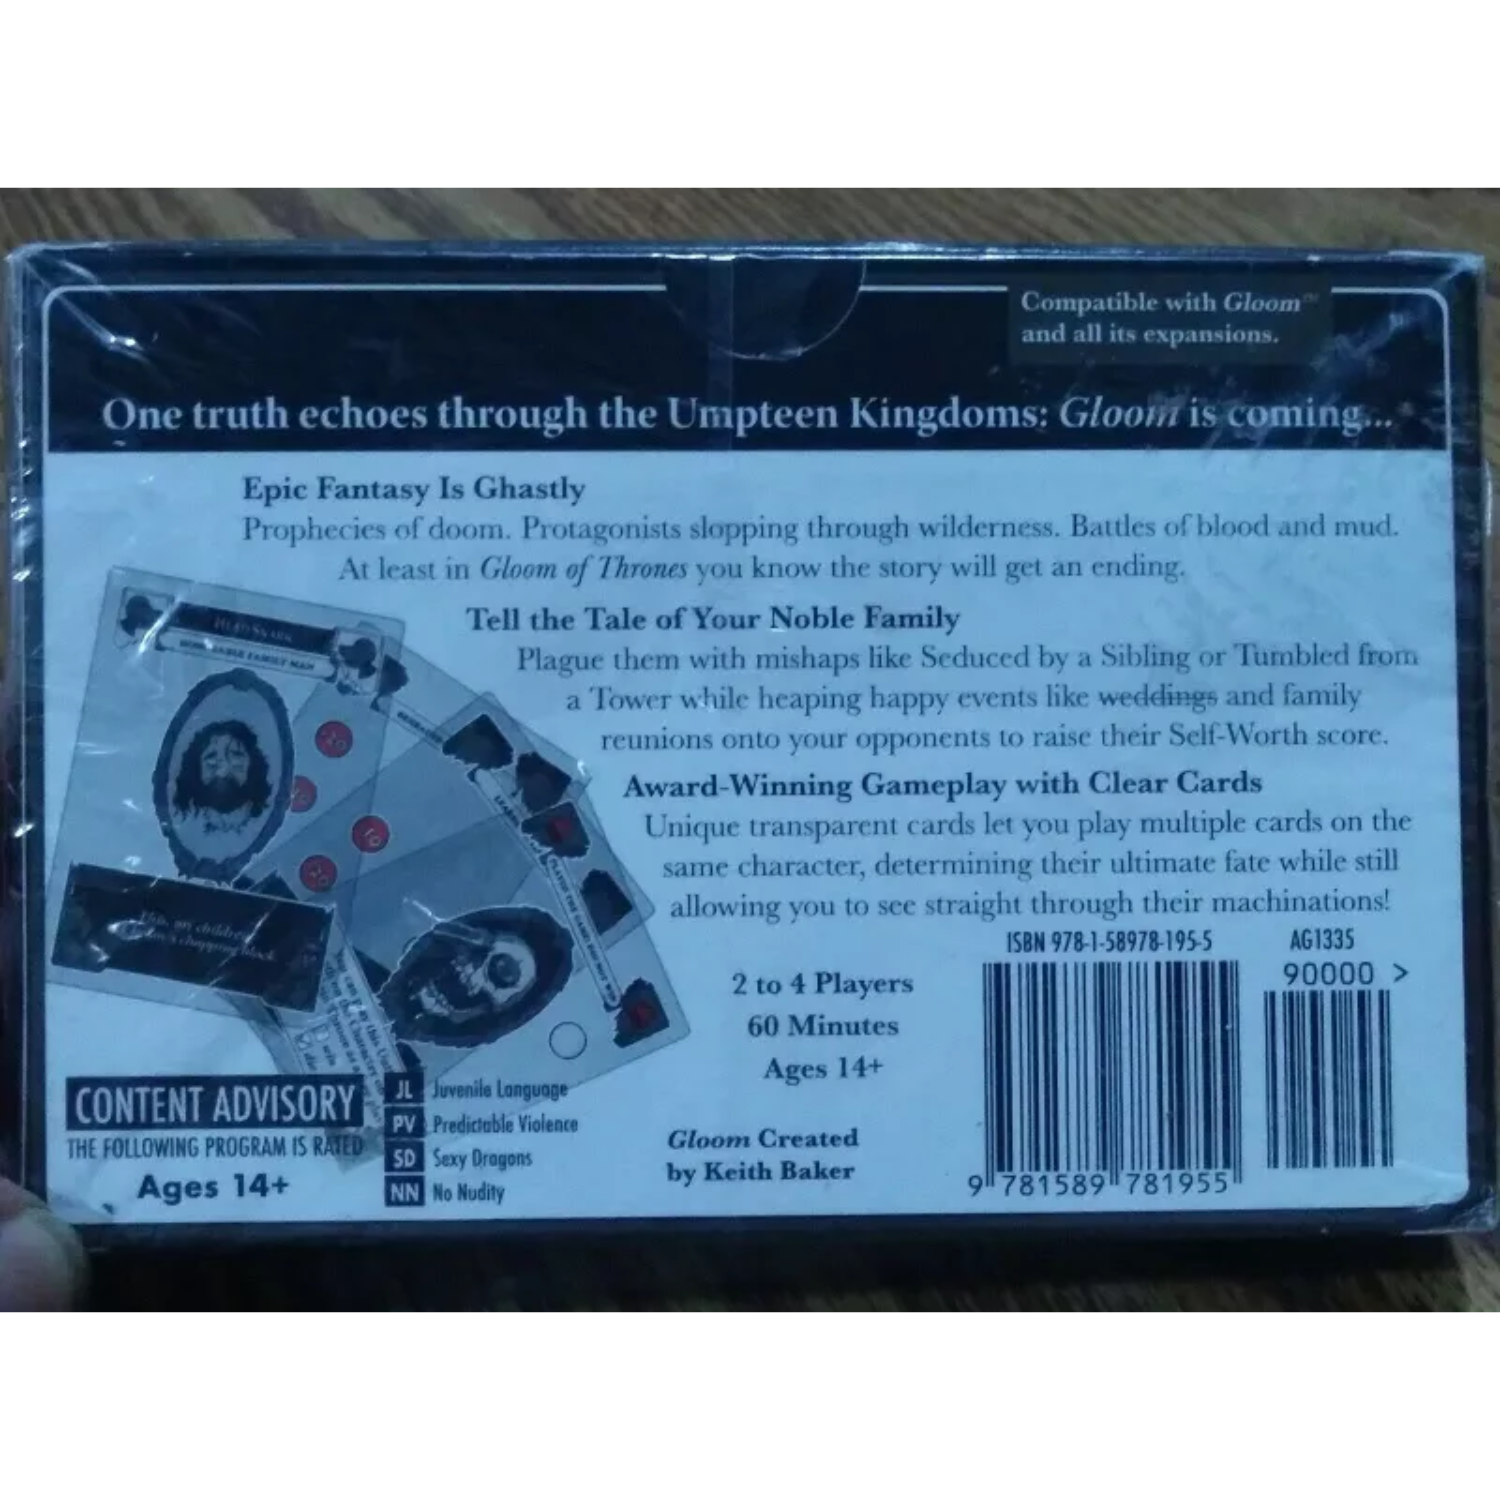 Compatible with Gloom™
and all its expansions.
One truth echoes through the Umpteen Kingdoms: Gloom is coming...
Epic Fantasy Is Ghastly
Prophecies of doom. Protagonists slopping through wilderness. Battles of blood and mud.
At least in Gloom of Thrones you know the story will get an ending.
Tell the Tale of Your Noble Family
Plague them with mishaps like Seduced by a Sibling or Tumbled from
a Tower while heaping happy events like weddings and family
reunions onto your opponents to raise their Self-Worth score.
Award-Winning Gameplay with Clear Cards
Unique transparent cards let you play multiple cards on the
same character, determining their ultimate fate while still
allowing you to see straight through their machinations!
FAMILY MAN
-20
10
chopping block
2 to 4 Players
60 Minutes
Ages 14+
Gloom Created
by Keith Baker
ISBN 978-1-58978-195-5
AG1335
90000 >
9 781589 781955
CONTENT ADVISORY
THE FOLLOWING PROGRAM IS RATED
Ages 14+
JL Juvenile Language
PV Predictable Violence
SD Sexy Dragons
NN No Nudity